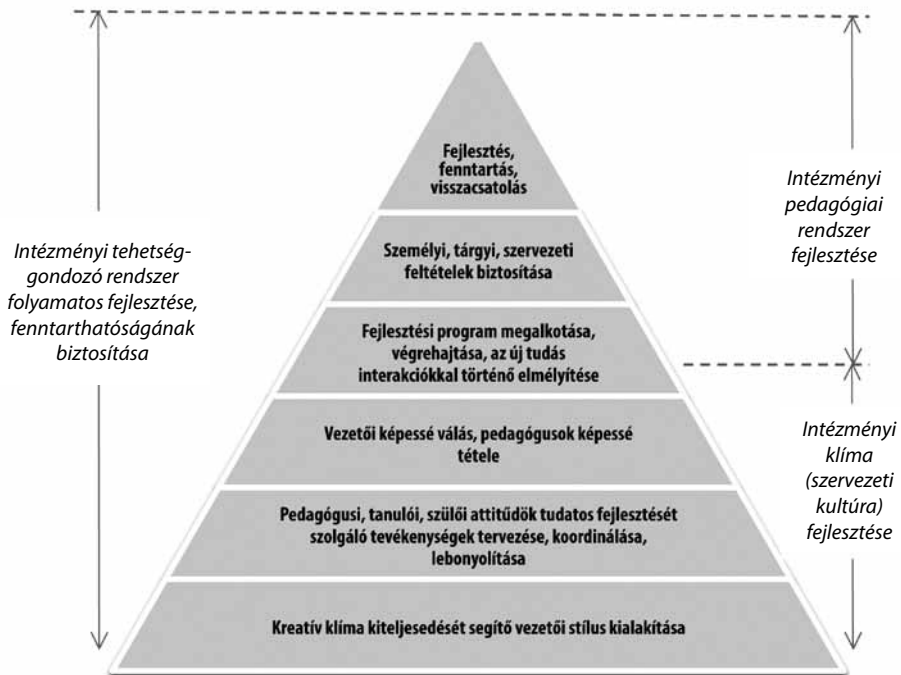 Fejlesztés,
fenntartás,
visszacsatolás
Személyi, tárgyi, szervezeti
feltételek biztosítása
Fejlesztési program megalkotása,
végrehajtása, az új tudás
interakciókkal történő elmélyítése
Vezetői képessé válás, pedagógusok képessé
tétele
Pedagógusi, tanulói, szülői attitűdök tudatos fejlesztését
szolgáló tevékenységek tervezése, koordinálása,
lebonyolítása
Kreatív klíma kiteljesedését segítő vezetői stílus kialakítása
Intézményi tehetség-
gondozó rendszer
folyamatos fejlesztése,
fenntarthatóságának
biztosítása
Intézményi
pedagógiai
rendszer
fejlesztése
Intézményi
klíma
(szervezeti
kultúra)
fejlesztése